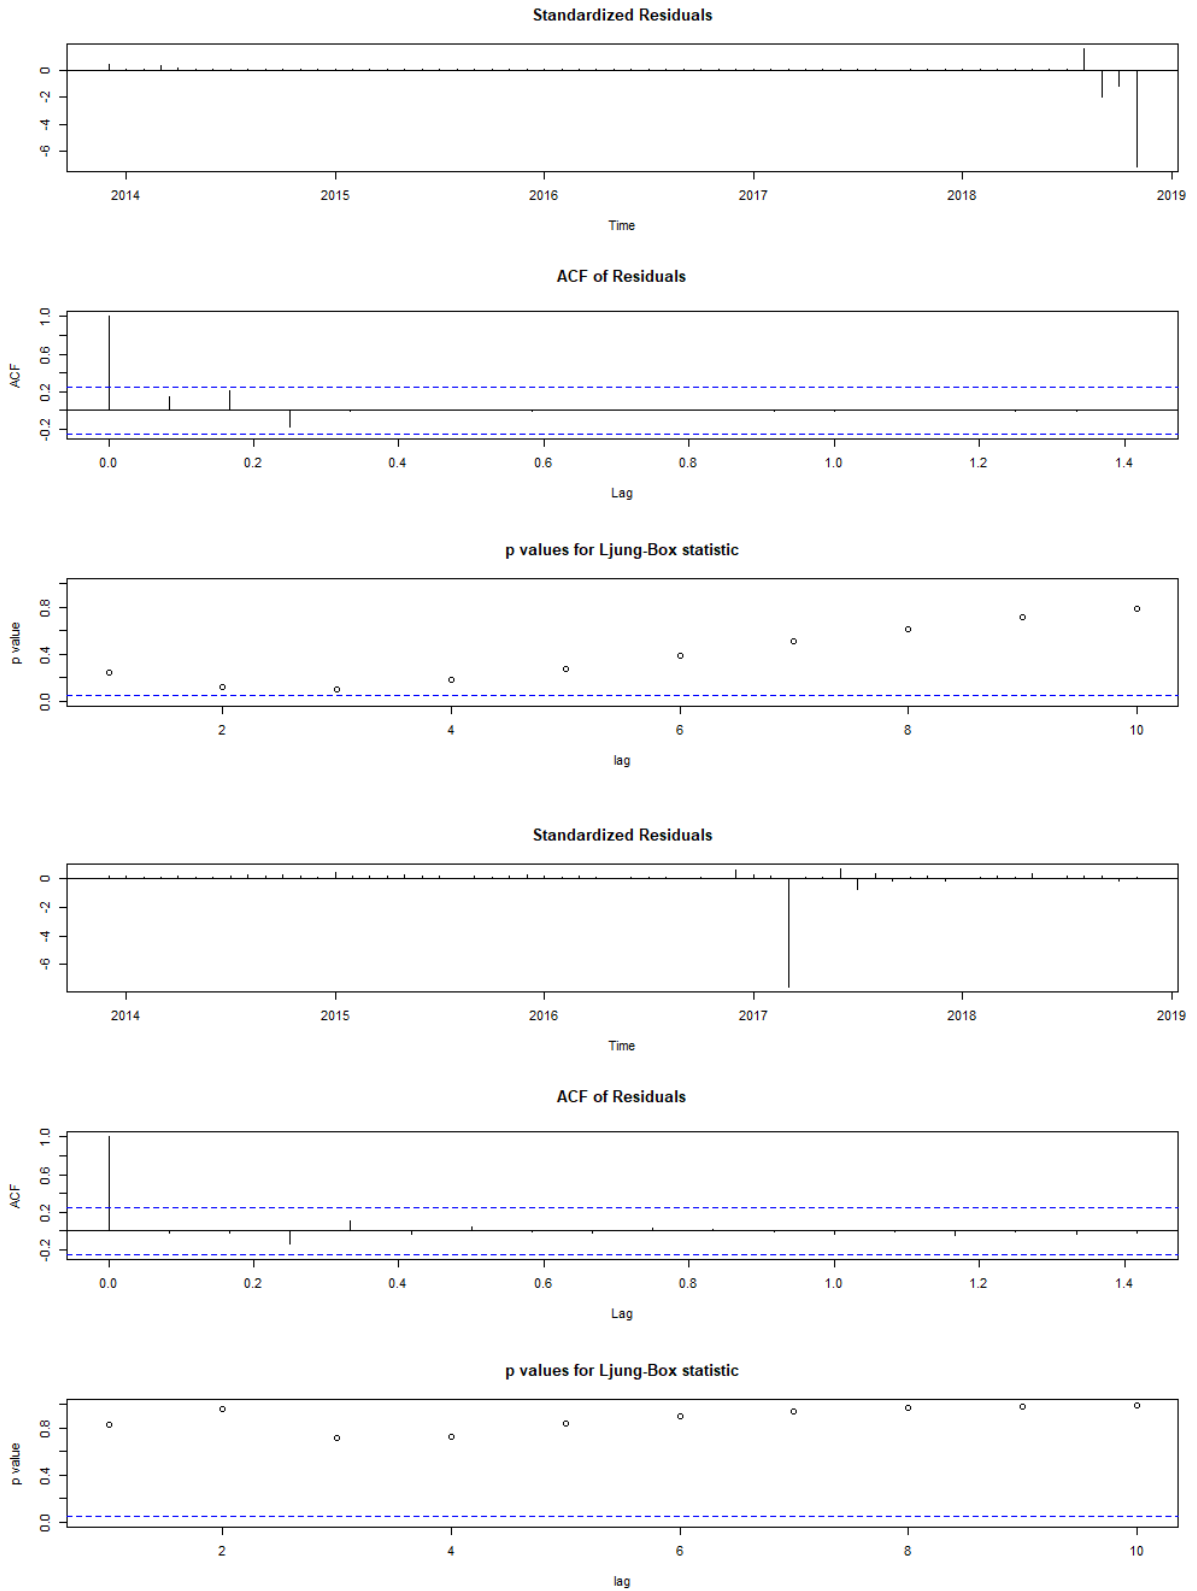 Standardized Residuals
0
-2
-4
-6
2014 2015 2016 2017 2018 2019
Time
ACF of Residuals
ACF
1.0
0.6
0.2
-0.2
0.0 0.2 0.4 0.6 0.8 1.0 1.2 1.4
Lag
p values for Ljung-Box statistic
p value
0.8
0.4
0.0
2 4 6 8 10
lag
Standardized Residuals
0
-2
-4
-6
2014 2015 2016 2017 2018 2019
Time
ACF of Residuals
ACF
1.0
0.6
0.2
-0.2
0.0 0.2 0.4 0.6 0.8 1.0 1.2 1.4
Lag
p values for Ljung-Box statistic
p value
0.8
0.4
0.0
2 4 6 8 10
lag